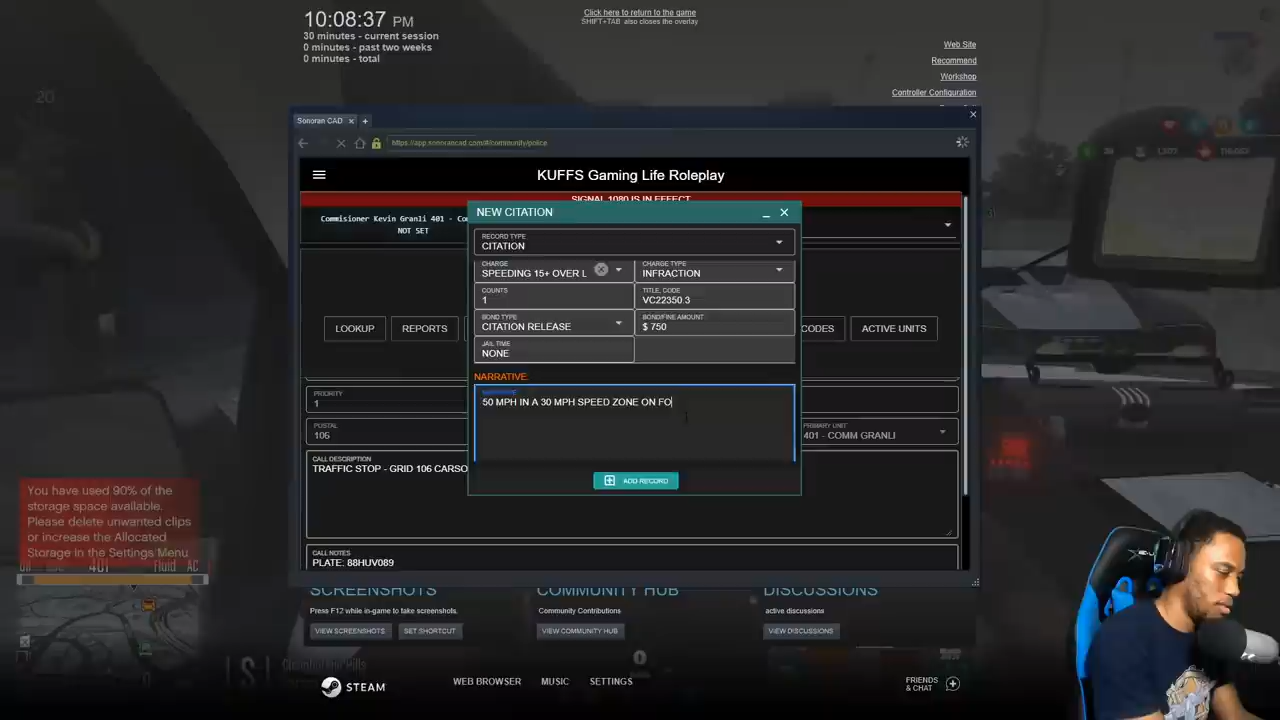 10:08:37 PM
30 minutes - current session
0 minutes - past two weeks
0 minutes - total
Click here to return to the game
SHIFT+TAB also closes the overlay
Web Site
Recommend
Workshop
Controller Configuration
20
Sonoran CAD
https://app.sonorancad.com/#/community/police
KUFFS Gaming Life Roleplay
SIGNAL 1080 IS IN EFFECT
Commisioner Kevin Granli 401 - Co
NOT SET
NEW CITATION
RECORD TYPE
CITATION
CHARGE
SPEEDING 15+ OVER L
CHARGE TYPE
INFRACTION
COUNTS
1
TITLE, CODE
VC22350.3
BOND TYPE
CITATION RELEASE
BOND/FINE AMOUNT
$ 750
JAIL TIME
NONE
NARRATIVE:
50 MPH IN A 30 MPH SPEED ZONE ON FO
ADD RECORD
LOOKUP
REPORTS
CODES
ACTIVE UNITS
PRIORITY
1
POSTAL
106
PRIMARY UNIT
401 - COMM GRANLI
CALL DESCRIPTION
TRAFFIC STOP - GRID 106 CARSO
CALL NOTES
PLATE: 88HUV089
You have used 90% of the
storage space available.
Please delete unwanted clips
or increase the Allocated
Storage in the Settings Menu
401 Fluid AC
SCREENSHOTS
Press F12 while in-game to take screenshots.
VIEW SCREENSHOTS
SET SHORTCUT
COMMUNITY HUB
Community Contributions
VIEW COMMUNITY HUB
DISCUSSIONS
active discussions
VIEW DISCUSSIONS
STEAM
WEB BROWSER
MUSIC
SETTINGS
FRIENDS
& CHAT